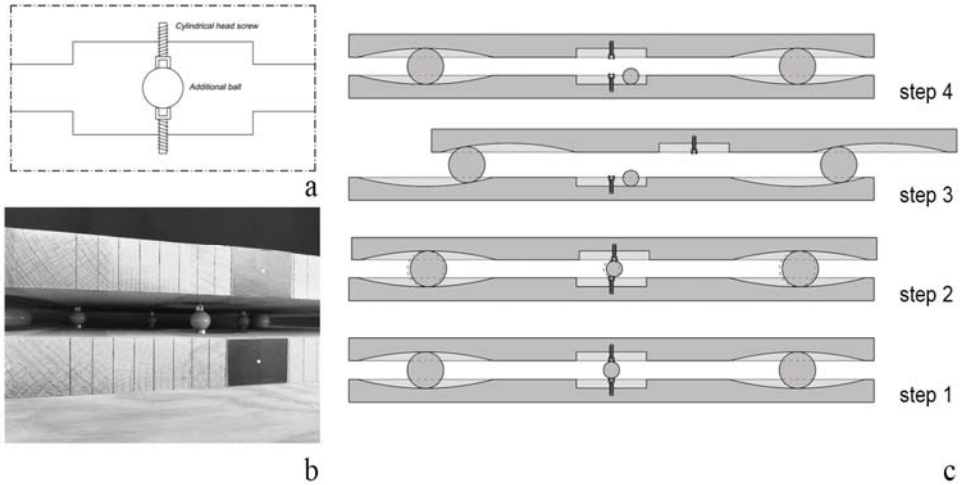 Cylindrical head screw
Additional ball
a
b
step 4
step 3
step 2
step 1
c